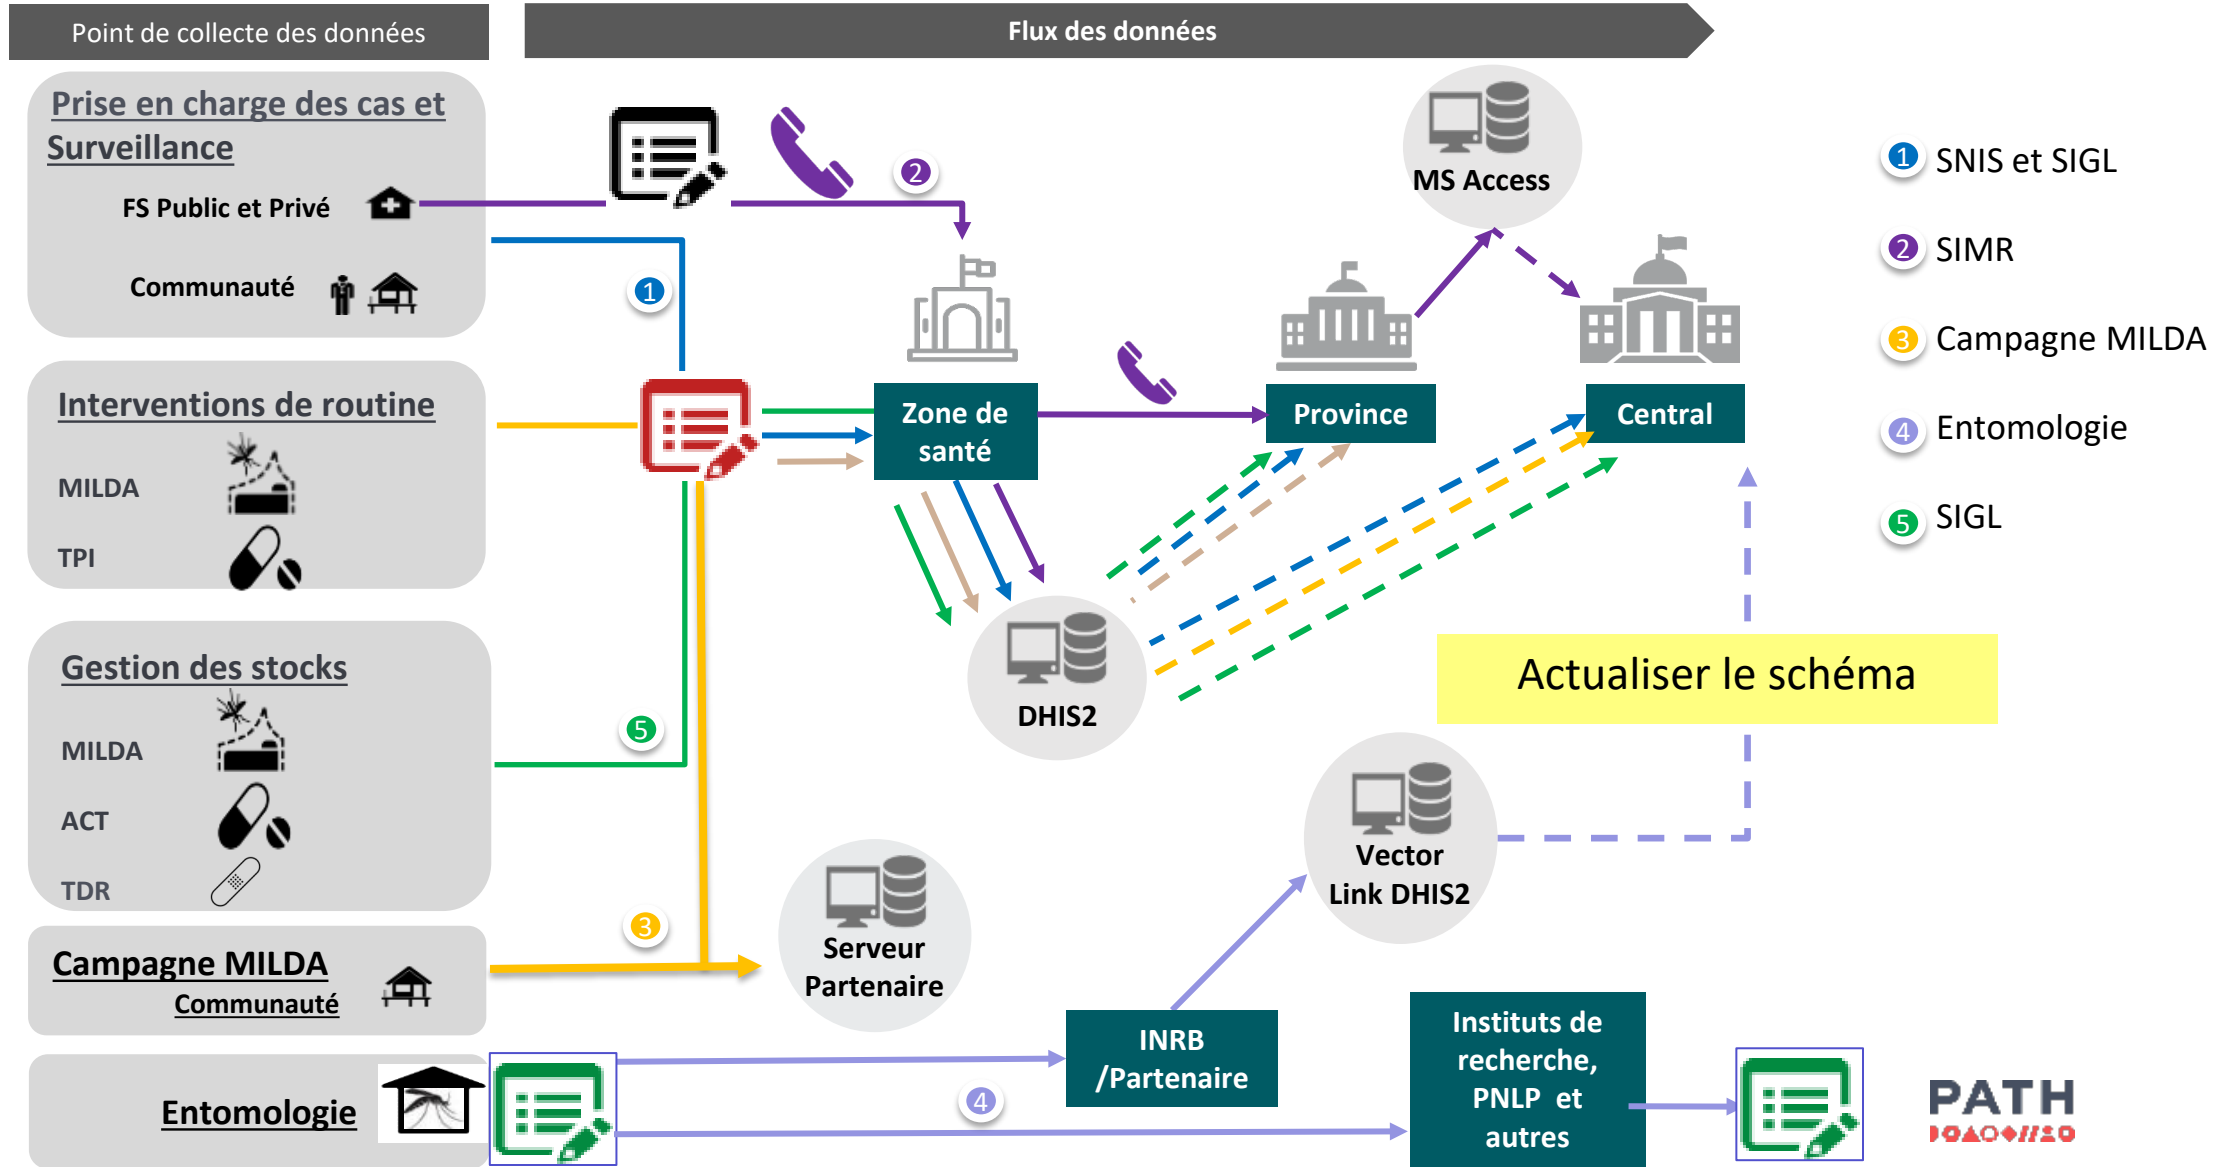 Point de collecte des données
Flux des données
Prise en charge des cas et
Surveillance
FS Public et Privé
Communauté
Interventions de routine
MILDA
TPI
Gestion des stocks
MILDA
ACT
TDR
Campagne MILDA
Communauté
Entomologie
2
1
5
3
4
Zone de
santé
Province
Central
MS Access
DHIS2
Serveur
Partenaire
Vector
Link DHIS2
INRB
/Partenaire
Instituts de
recherche,
PNLP et
autres
Actualiser le schéma
1 SNIS et SIGL
2 SIMR
3 Campagne MILDA
4 Entomologie
5 SIGL
PATH